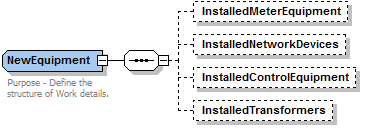 InstalledMeterEquipment
InstalledNetworkDevices
NewEquipment
Purpose - Define the
structure of Work details.
InstalledControlEquipment
InstalledTransformers